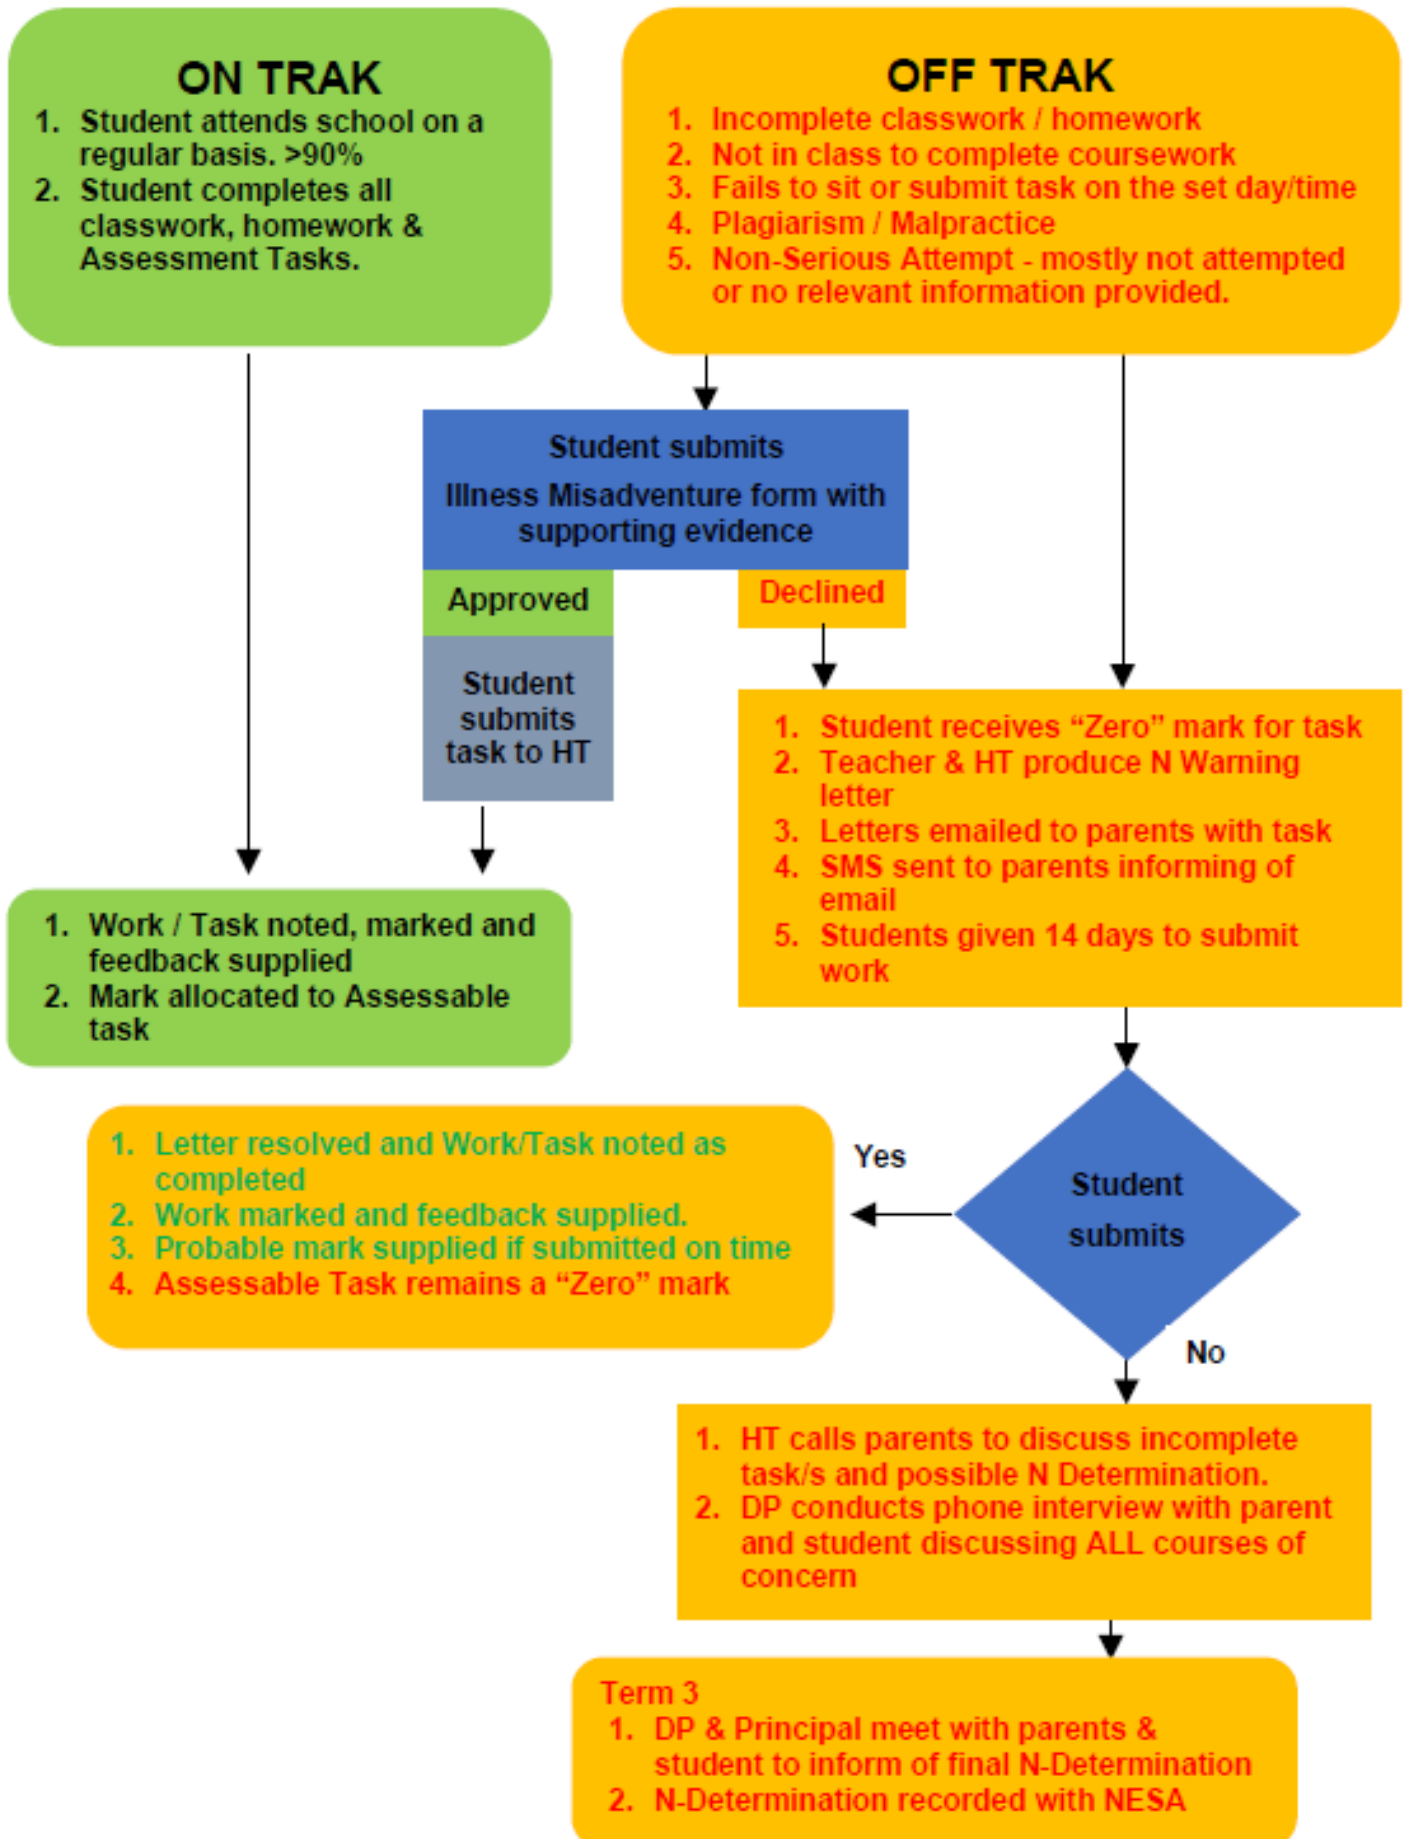 ON TRAK
1. Student attends school on a
regular basis. >90%
2. Student completes all
classwork, homework &
Assessment Tasks.
OFF TRAK
1. Incomplete classwork / homework
2. Not in class to complete coursework
3. Fails to sit or submit task on the set day/time
4. Plagiarism / Malpractice
5. Non-Serious Attempt - mostly not attempted
or no relevant information provided.
Student submits
Illness Misadventure form with
supporting evidence
Approved
Declined
Student
submits
task to HT
1. Student receives “Zero” mark for task
2. Teacher & HT produce N Warning
letter
3. Letters emailed to parents with task
4. SMS sent to parents informing of
email
5. Students given 14 days to submit
work
1. Work / Task noted, marked and
feedback supplied
2. Mark allocated to Assessable
task
Student
submits
Yes
1. Letter resolved and Work/Task noted as
completed
2. Work marked and feedback supplied.
3. Probable mark supplied if submitted on time
4. Assessable Task remains a “Zero” mark
No
1. HT calls parents to discuss incomplete
task/s and possible N Determination.
2. DP conducts phone interview with parent
and student discussing ALL courses of
concern
Term 3
1. DP & Principal meet with parents &
student to inform of final N-Determination
2. N-Determination recorded with NESA